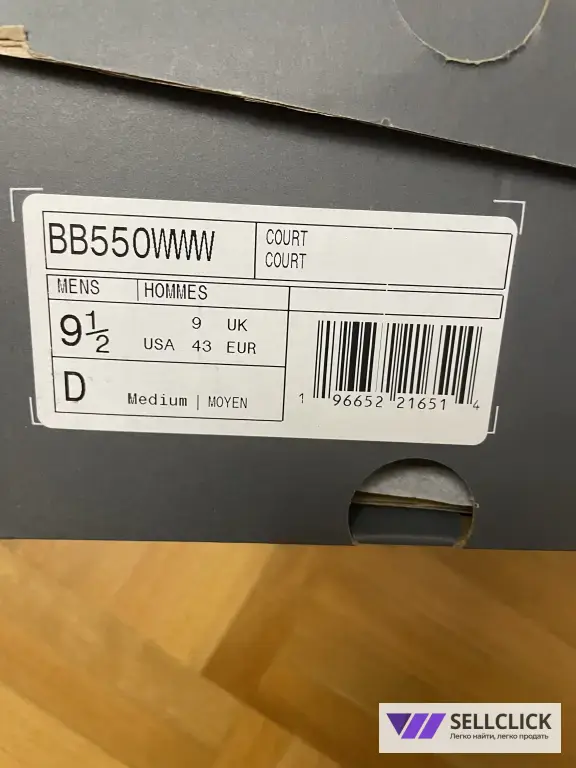 BB550WWW
COURT
COURT
MENS | HOMMES
9½
9 UK
USA 43 EUR
D
Medium | MOYEN
1 96652 21651 4
SELLCLICK
Легко найти, легко продать